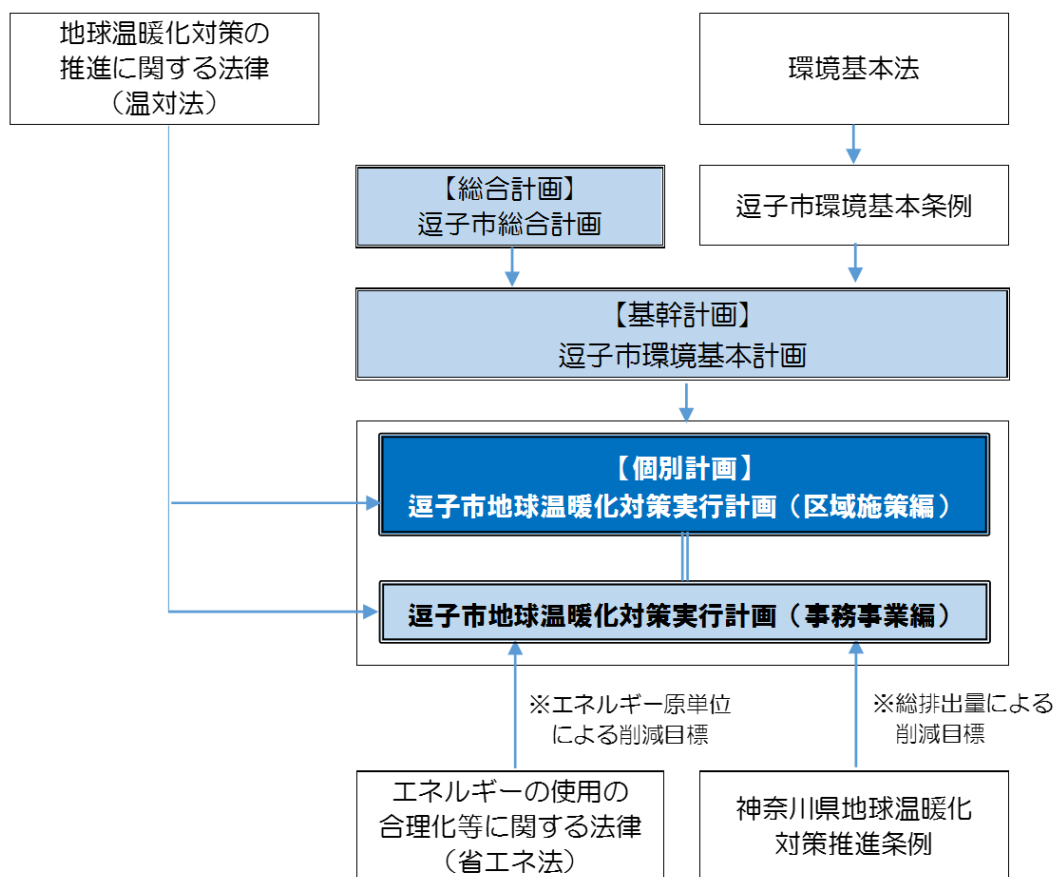 地球温暖化対策の
推進に関する法律
（温対法）
環境基本法
【総合計画】
逗子市総合計画
逗子市環境基本条例
【基幹計画】
逗子市環境基本計画
【個別計画】
逗子市地球温暖化対策実行計画（区域施策編）
逗子市地球温暖化対策実行計画（事務事業編）
※エネルギー原単位
による削減目標
※総排出量による
削減目標
エネルギーの使用の
合理化等に関する法律
（省エネ法）
神奈川県地球温暖化
対策推進条例